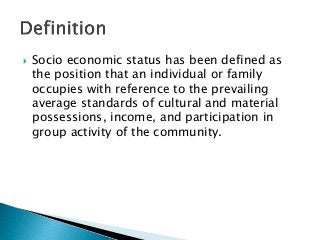 Definition
Socio economic status has been defined as
the position that an individual or family
occupies with reference to the prevailing
average standards of cultural and material
possessions, income, and participation in
group activity of the community.